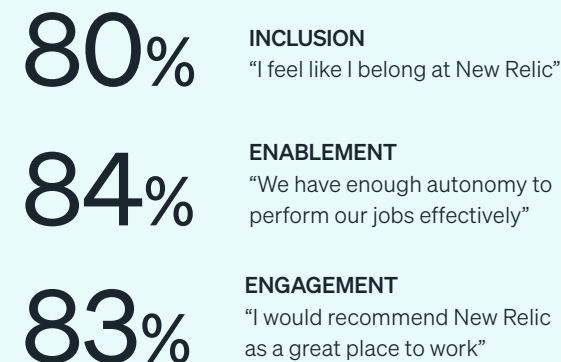 80%
INCLUSION
“I feel like I belong at New Relic”
84%
ENABLEMENT
“We have enough autonomy to
perform our jobs effectively”
83%
ENGAGEMENT
“I would recommend New Relic
as a great place to work”